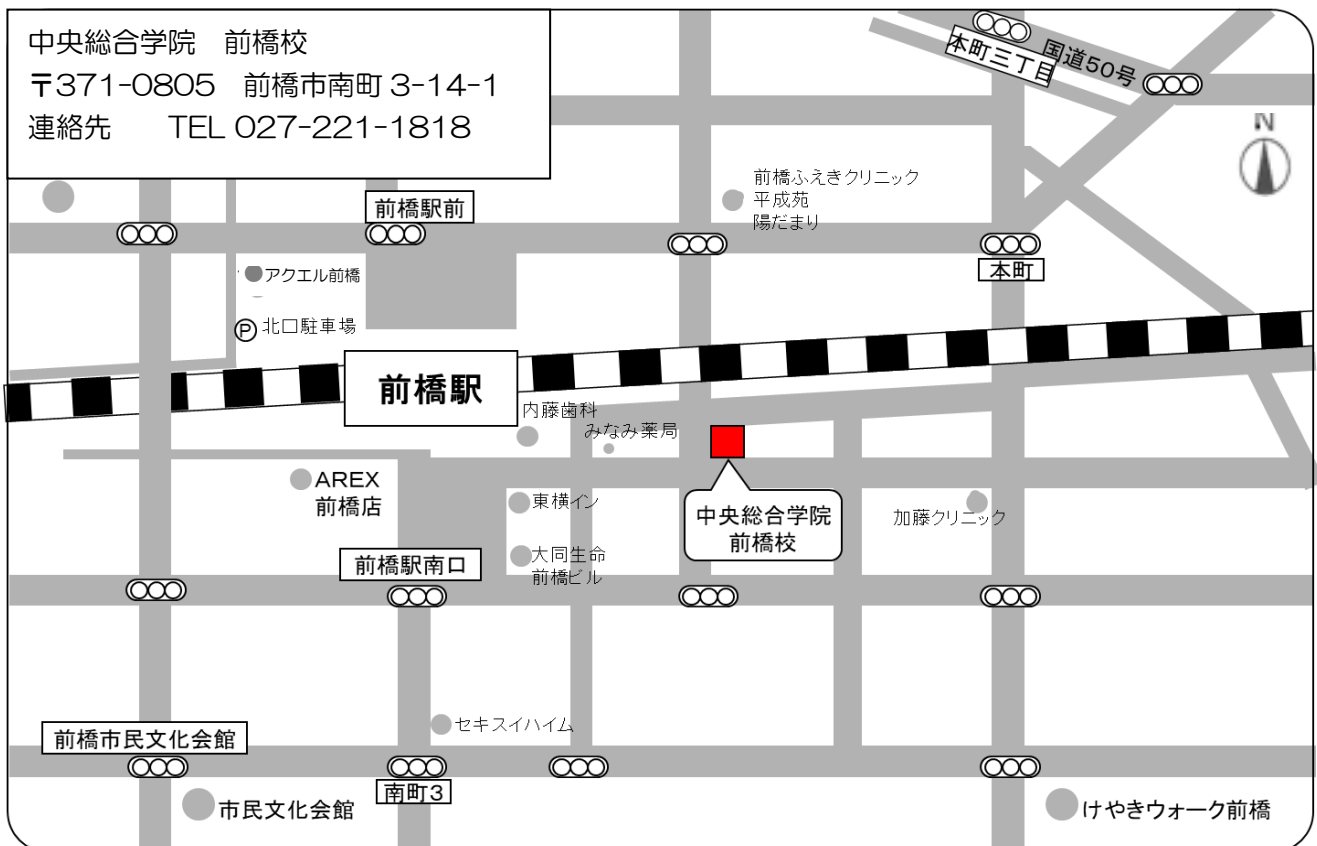 中央総合学院　前橋校
〒371-0805　前橋市南町 3-14-1
連絡先　　TEL 027-221-1818
本町三丁目
国道50号
N
前橋ふえきクリニック
平成苑
陽だまり
前橋駅前
本町
アクエル前橋
P 北口駐車場
前橋駅
内藤歯科
みなみ薬局
AREX
前橋店
東横イン
中央総合学院
前橋校
加藤クリニック
大同生命
前橋ビル
前橋駅南口
セキスイハイム
前橋市民文化会館
南町3
市民文化会館
けやきウォーク前橋